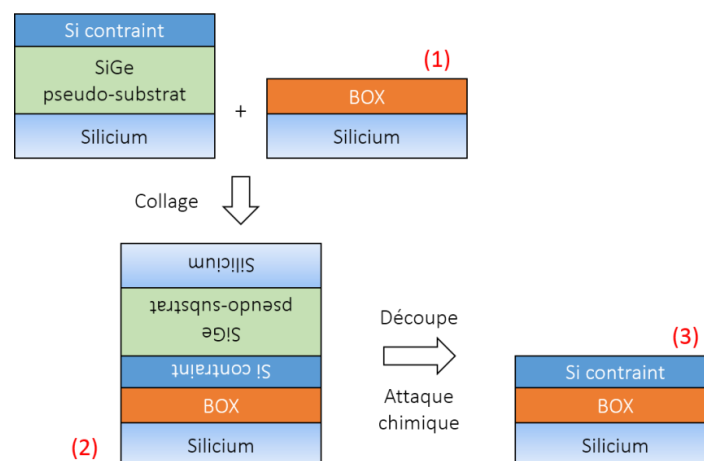 Si contraint
SiGe
pseudo-substrat
Silicium
+
(1)
BOX
Silicium
Collage
Silicium
pseudo-substrat
SiGe
Si contraint
BOX
Silicium
(2)
Découpe
Attaque
chimique
(3)
Si contraint
BOX
Silicium